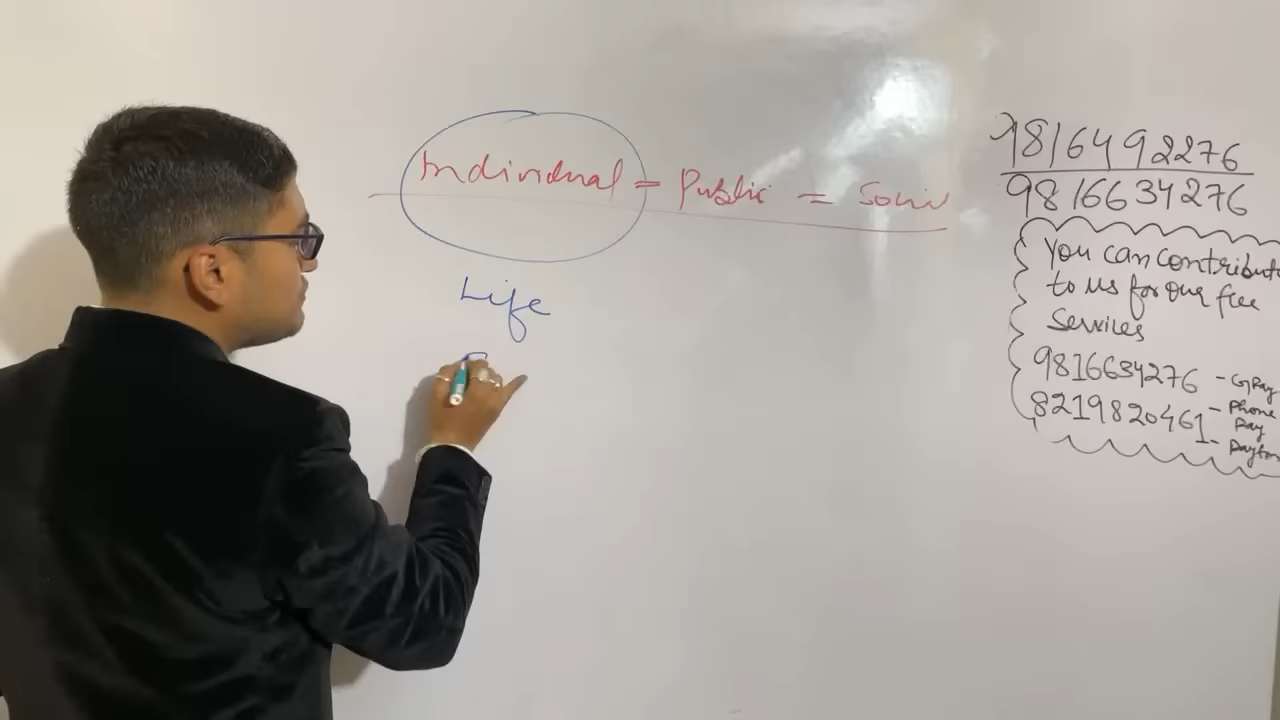 Individual = Public =
Life
9816492276
9816634276
You can contribute
to us for our free
Services
9816634276 - GPay
8219820461 - Phone
Pay
- Paytm